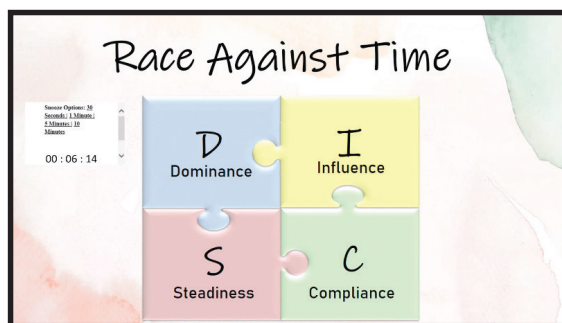 Race Against Time
Snooze Options: 30
Seconds | 1 Minute |
5 Minutes | 10
Minutes
00 : 06 : 14
D
Dominance
I
Influence
S
Steadiness
C
Compliance